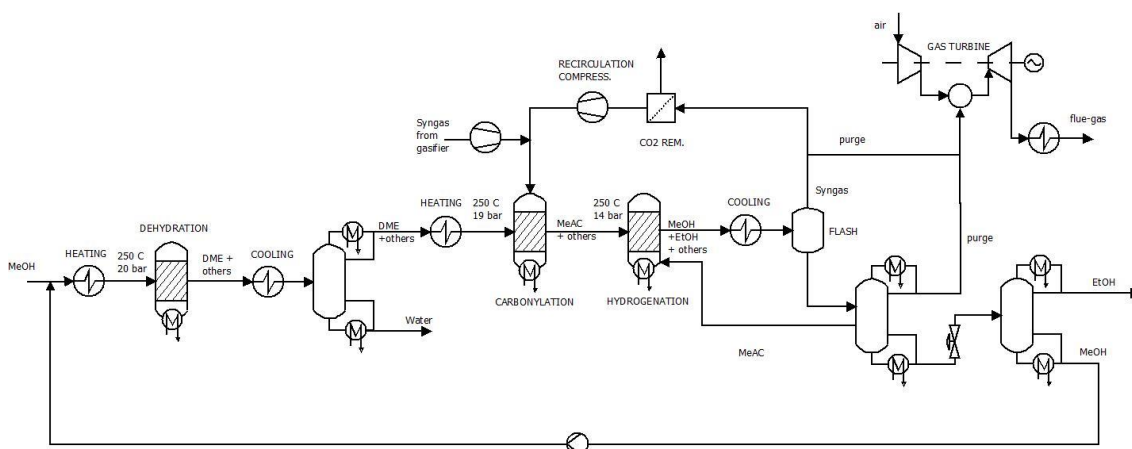 air
GAS TURBINE
RECIRCULATION
COMPRESS.
Syngas
from
gasifier
CO2 REM.
purge
flue-gas
Syngas
HEATING
250 C
19 bar
250 C
14 bar
COOLING
DME
+others
MeAC
+ others
MeOH
+EtOH
+ others
FLASH
purge
DEHYDRATION
HEATING
250 C
20 bar
DME +
others
COOLING
MeOH
CARBONYLATION
HYDROGENATION
EtOH
Water
MeAC
MeOH